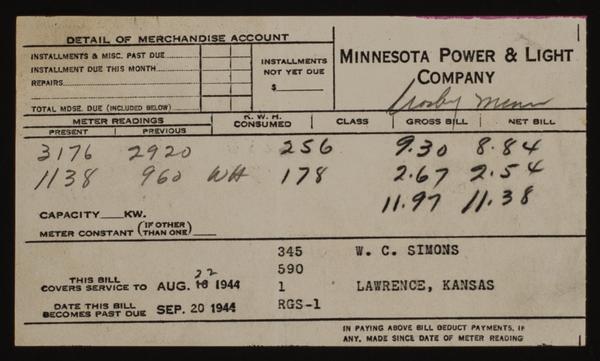 DETAIL OF MERCHANDISE ACCOUNT
INSTALLMENTS & MISC. PAST DUE
INSTALLMENT DUE THIS MONTH
REPAIRS
TOTAL MDSE. DUE (INCLUDED BELOW)
INSTALLMENTS
NOT YET DUE
$
MINNESOTA POWER & LIGHT
COMPANY
Crosby Minn
METER READINGS
PRESENT PREVIOUS
K. W. H.
CONSUMED
CLASS
GROSS BILL
NET BILL
3176 2920 256 9.30 8.84
1138 960 WH 178 2.67 2.54
11.97 11.38
CAPACITY KW.
METER CONSTANT (IF OTHER THAN ONE)
345 W. C. SIMONS
590
THIS BILL
COVERS SERVICE TO AUG. 18 22 1944
1 LAWRENCE, KANSAS
DATE THIS BILL
BECOMES PAST DUE SEP. 20 1944
RGS-1
IN PAYING ABOVE BILL DEDUCT PAYMENTS, IF
ANY, MADE SINCE DATE OF METER READING